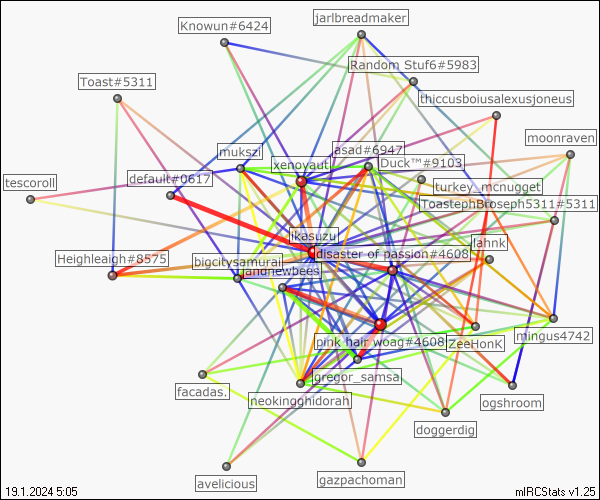 jarlbreadmaker
Knowun#6424
Random Stuf6#5983
Toast#5311
thiccusboiusalexusjoneus
moonraven
asad#6947
mukszi
Duck™#9103
xenoyaut
default#0617
turkey_mcnugget
tescoroll
ToastephBroseph5311#5311
ikasuzu
lahnk
disaster of passion#4608
Heighleaigh#8575
bigcitysamurai
landnewbees
mingus4742
pink hair woag#4608
ZeeHonK
gregor_samsa
facadas.
neokingghidorah
ogshroom
doggerdig
avelicious
gazpachoman
19.1.2024 5:05
mIRCStats v1.25